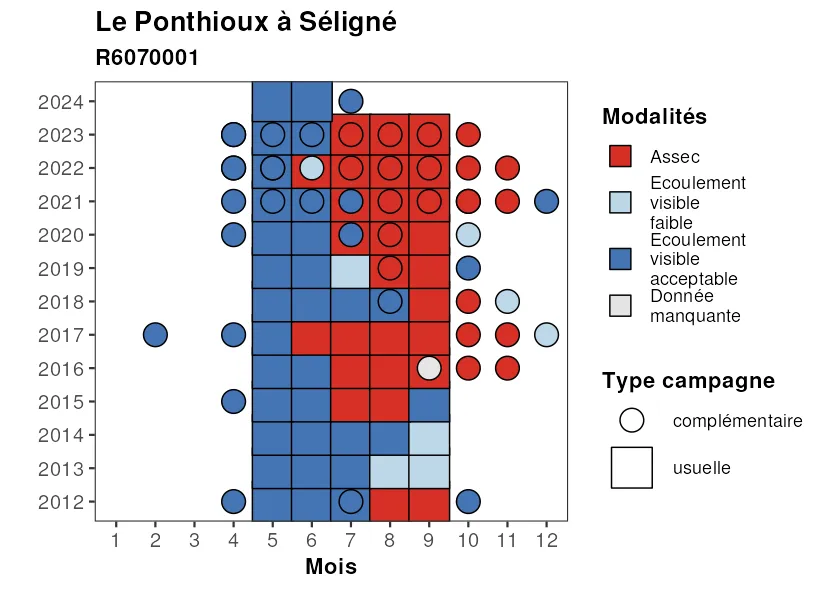 Le Ponthioux à Séligné
R6070001
2024
2023
2022
2021
2020
2019
2018
2017
2016
2015
2014
2013
2012
1 2 3 4 5 6 7 8 9 10 11 12
Mois
Modalités
Assec
Ecoulement
visible
faible
Ecoulement
visible
acceptable
Donnée
manquante
Type campagne
complémentaire
usuelle